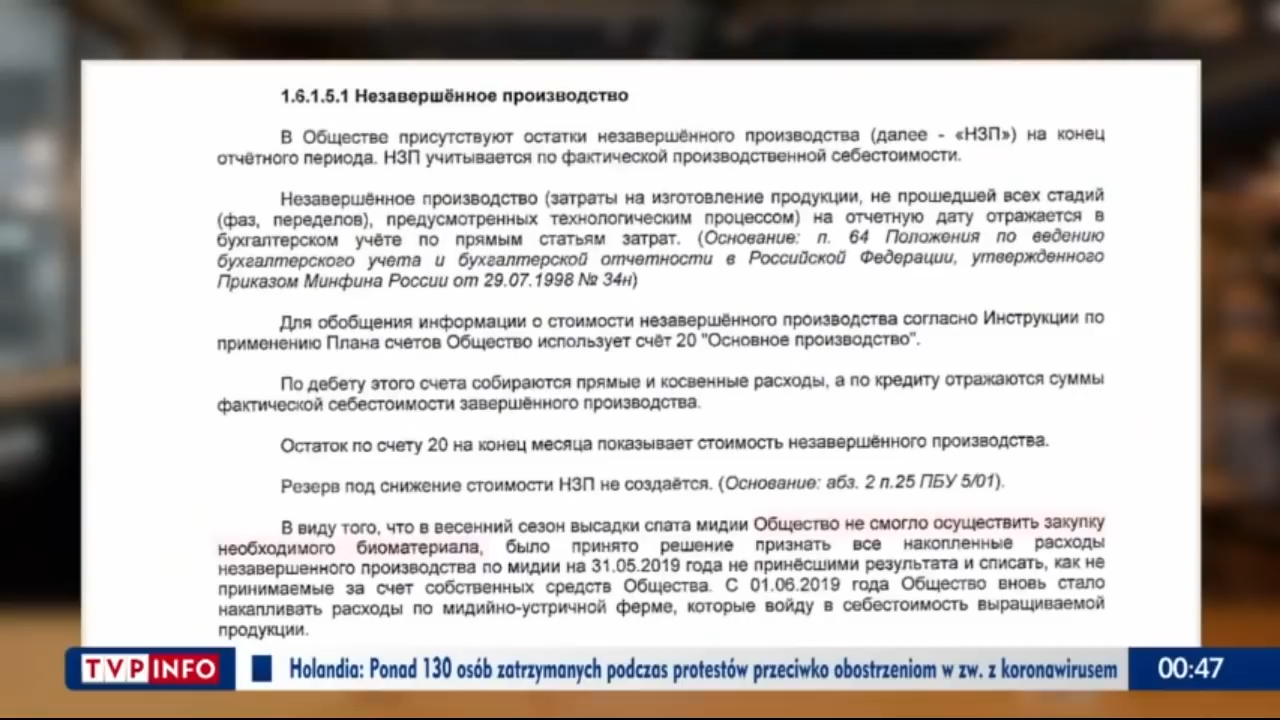 1.6.1.5.1 Незавершённое производство
В Обществе присутствуют остатки незавершённого производства (далее - «НЗП») на конец
отчётного периода. НЗП учитывается по фактической производственной себестоимости.
Незавершённое производство (затраты на изготовление продукции, не прошедшей всех стадий
(фаз, переделов), предусмотренных технологическим процессом) на отчетную дату отражается в
бухгалтерском учёте по прямым статьям затрат. (Основание: п. 64 Положения по ведению
бухгалтерского учета и бухгалтерской отчетности в Российской Федерации, утвержденного
Приказом Минфина России от 29.07.1998 № 34н)
Для обобщения информации о стоимости незавершённого производства согласно Инструкции по
применению Плана счетов Общество использует счёт 20 "Основное производство".
По дебету этого счета собираются прямые и косвенные расходы, а по кредиту отражаются суммы
фактической себестоимости завершённого производства.
Остаток по счету 20 на конец месяца показывает стоимость незавершённого производства.
Резерв под снижение стоимости НЗП не создаётся. (Основание: абз. 2 п.25 ПБУ 5/01).
В виду того, что в весенний сезон высадки спата мидии Общество не смогло осуществить закупку
необходимого биоматериала, было принято решение признать все накопленные расходы
незавершенного производства по мидии на 31.05.2019 года не принёсшими результата и списать, как не
принимаемые за счет собственных средств Общества. С 01.06.2019 года Общество вновь стало
накапливать расходы по мидийно-устричной ферме, которые войду в себестоимость выращиваемой
продукции.
TVP INFO Holandia: Ponad 130 osób zatrzymanych podczas protestów przeciwko obostrzeniom w zw. z koronawirusem 00:47